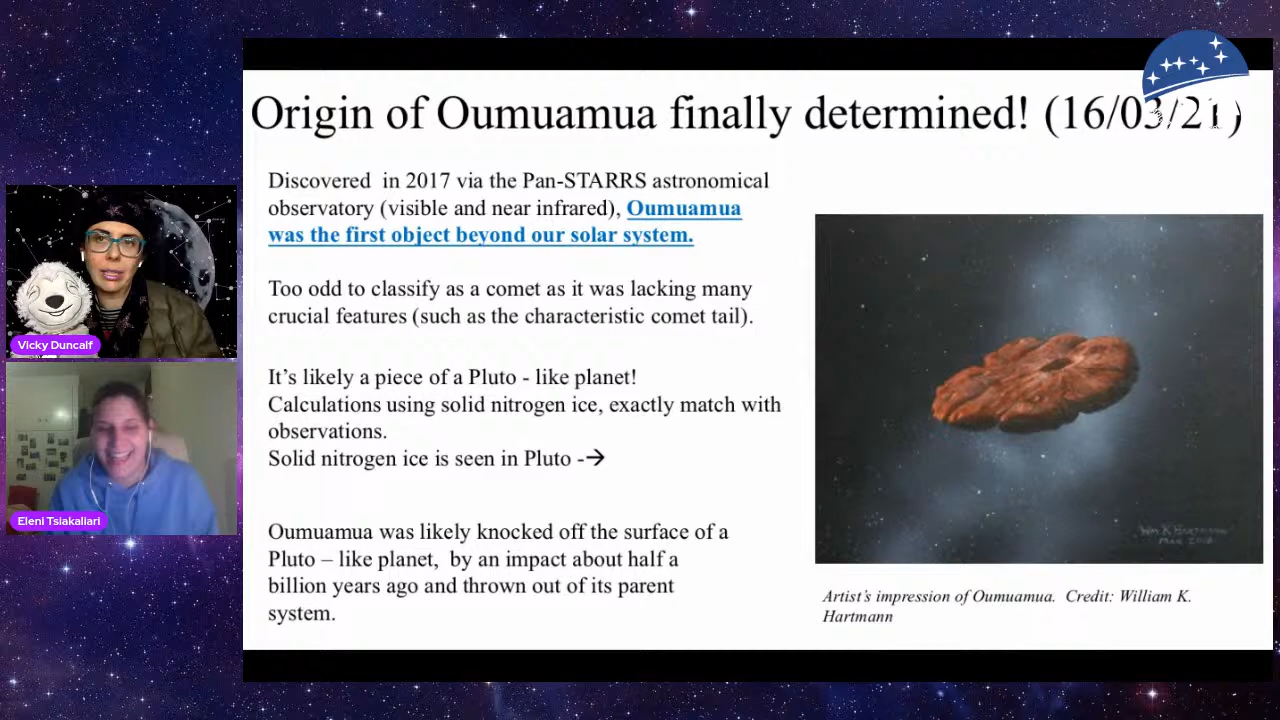 Origin of Oumuamua finally determined! (16/03/21)
Discovered in 2017 via the Pan-STARRS astronomical
observatory (visible and near infrared), Oumuamua
was the first object beyond our solar system.
Too odd to classify as a comet as it was lacking many
crucial features (such as the characteristic comet tail).
It's likely a piece of a Pluto - like planet!
Calculations using solid nitrogen ice, exactly match with
observations.
Solid nitrogen ice is seen in Pluto -→
Oumuamua was likely knocked off the surface of a
Pluto – like planet, by an impact about half a
billion years ago and thrown out of its parent
system.
Wm K Hartmann
Artist's impression of Oumuamua. Credit: William K.
Hartmann
Vicky Duncalf
Eleni Tsiakaliari